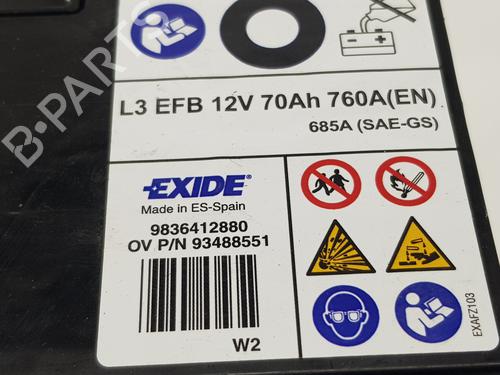 L3 EFB 12V 70Ah 760A(EN)
685A (SAE-GS)
EXIDE
Made in ES-Spain
9836412880
OV P/N 93488551
W2
EXAFZ103
B-PARTS